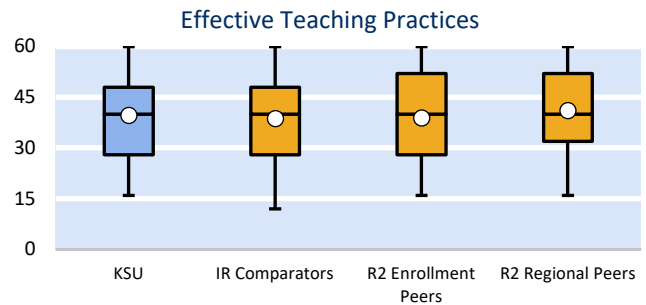 Effective Teaching Practices
60
45
30
15
0
KSU
IR Comparators
R2 Enrollment
Peers
R2 Regional Peers